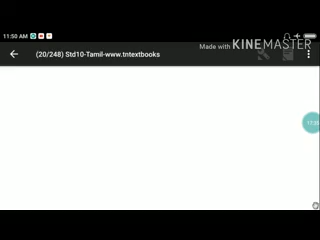 11:50 AM
Made with KINEMASTER
(20/248) Std10-Tamil-www.tntextbooks